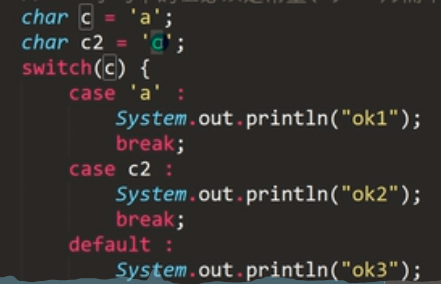 char c = 'a';
char c2 = 'a';
switch(c) {
case 'a' :
System.out.println("ok1");
break;
case c2 :
System.out.println("ok2");
break;
default :
System.out.println("ok3");